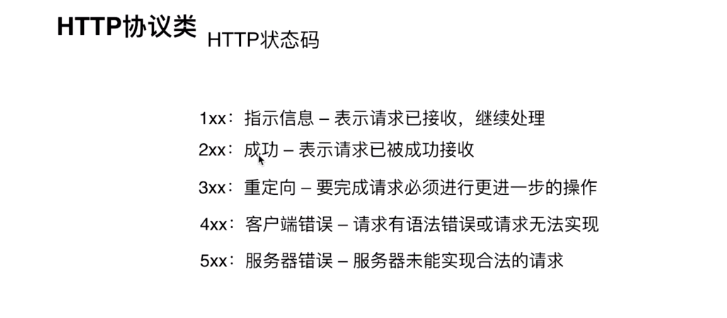 HTTP协议类
HTTP状态码
1xx：指示信息 – 表示请求已接收，继续处理
2xx：成功 – 表示请求已被成功接收
3xx：重定向 – 要完成请求必须进行更进一步的操作
4xx：客户端错误 – 请求有语法错误或请求无法实现
5xx：服务器错误 – 服务器未能实现合法的请求